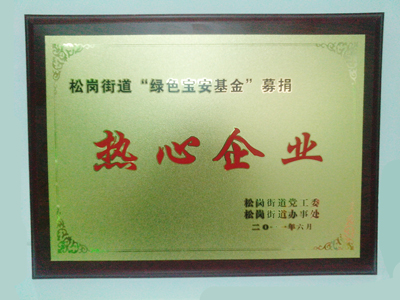 松岗街道“绿色宝安基金”募捐
热心企业
松岗街道党工委
松岗街道办事处
二〇一一年六月